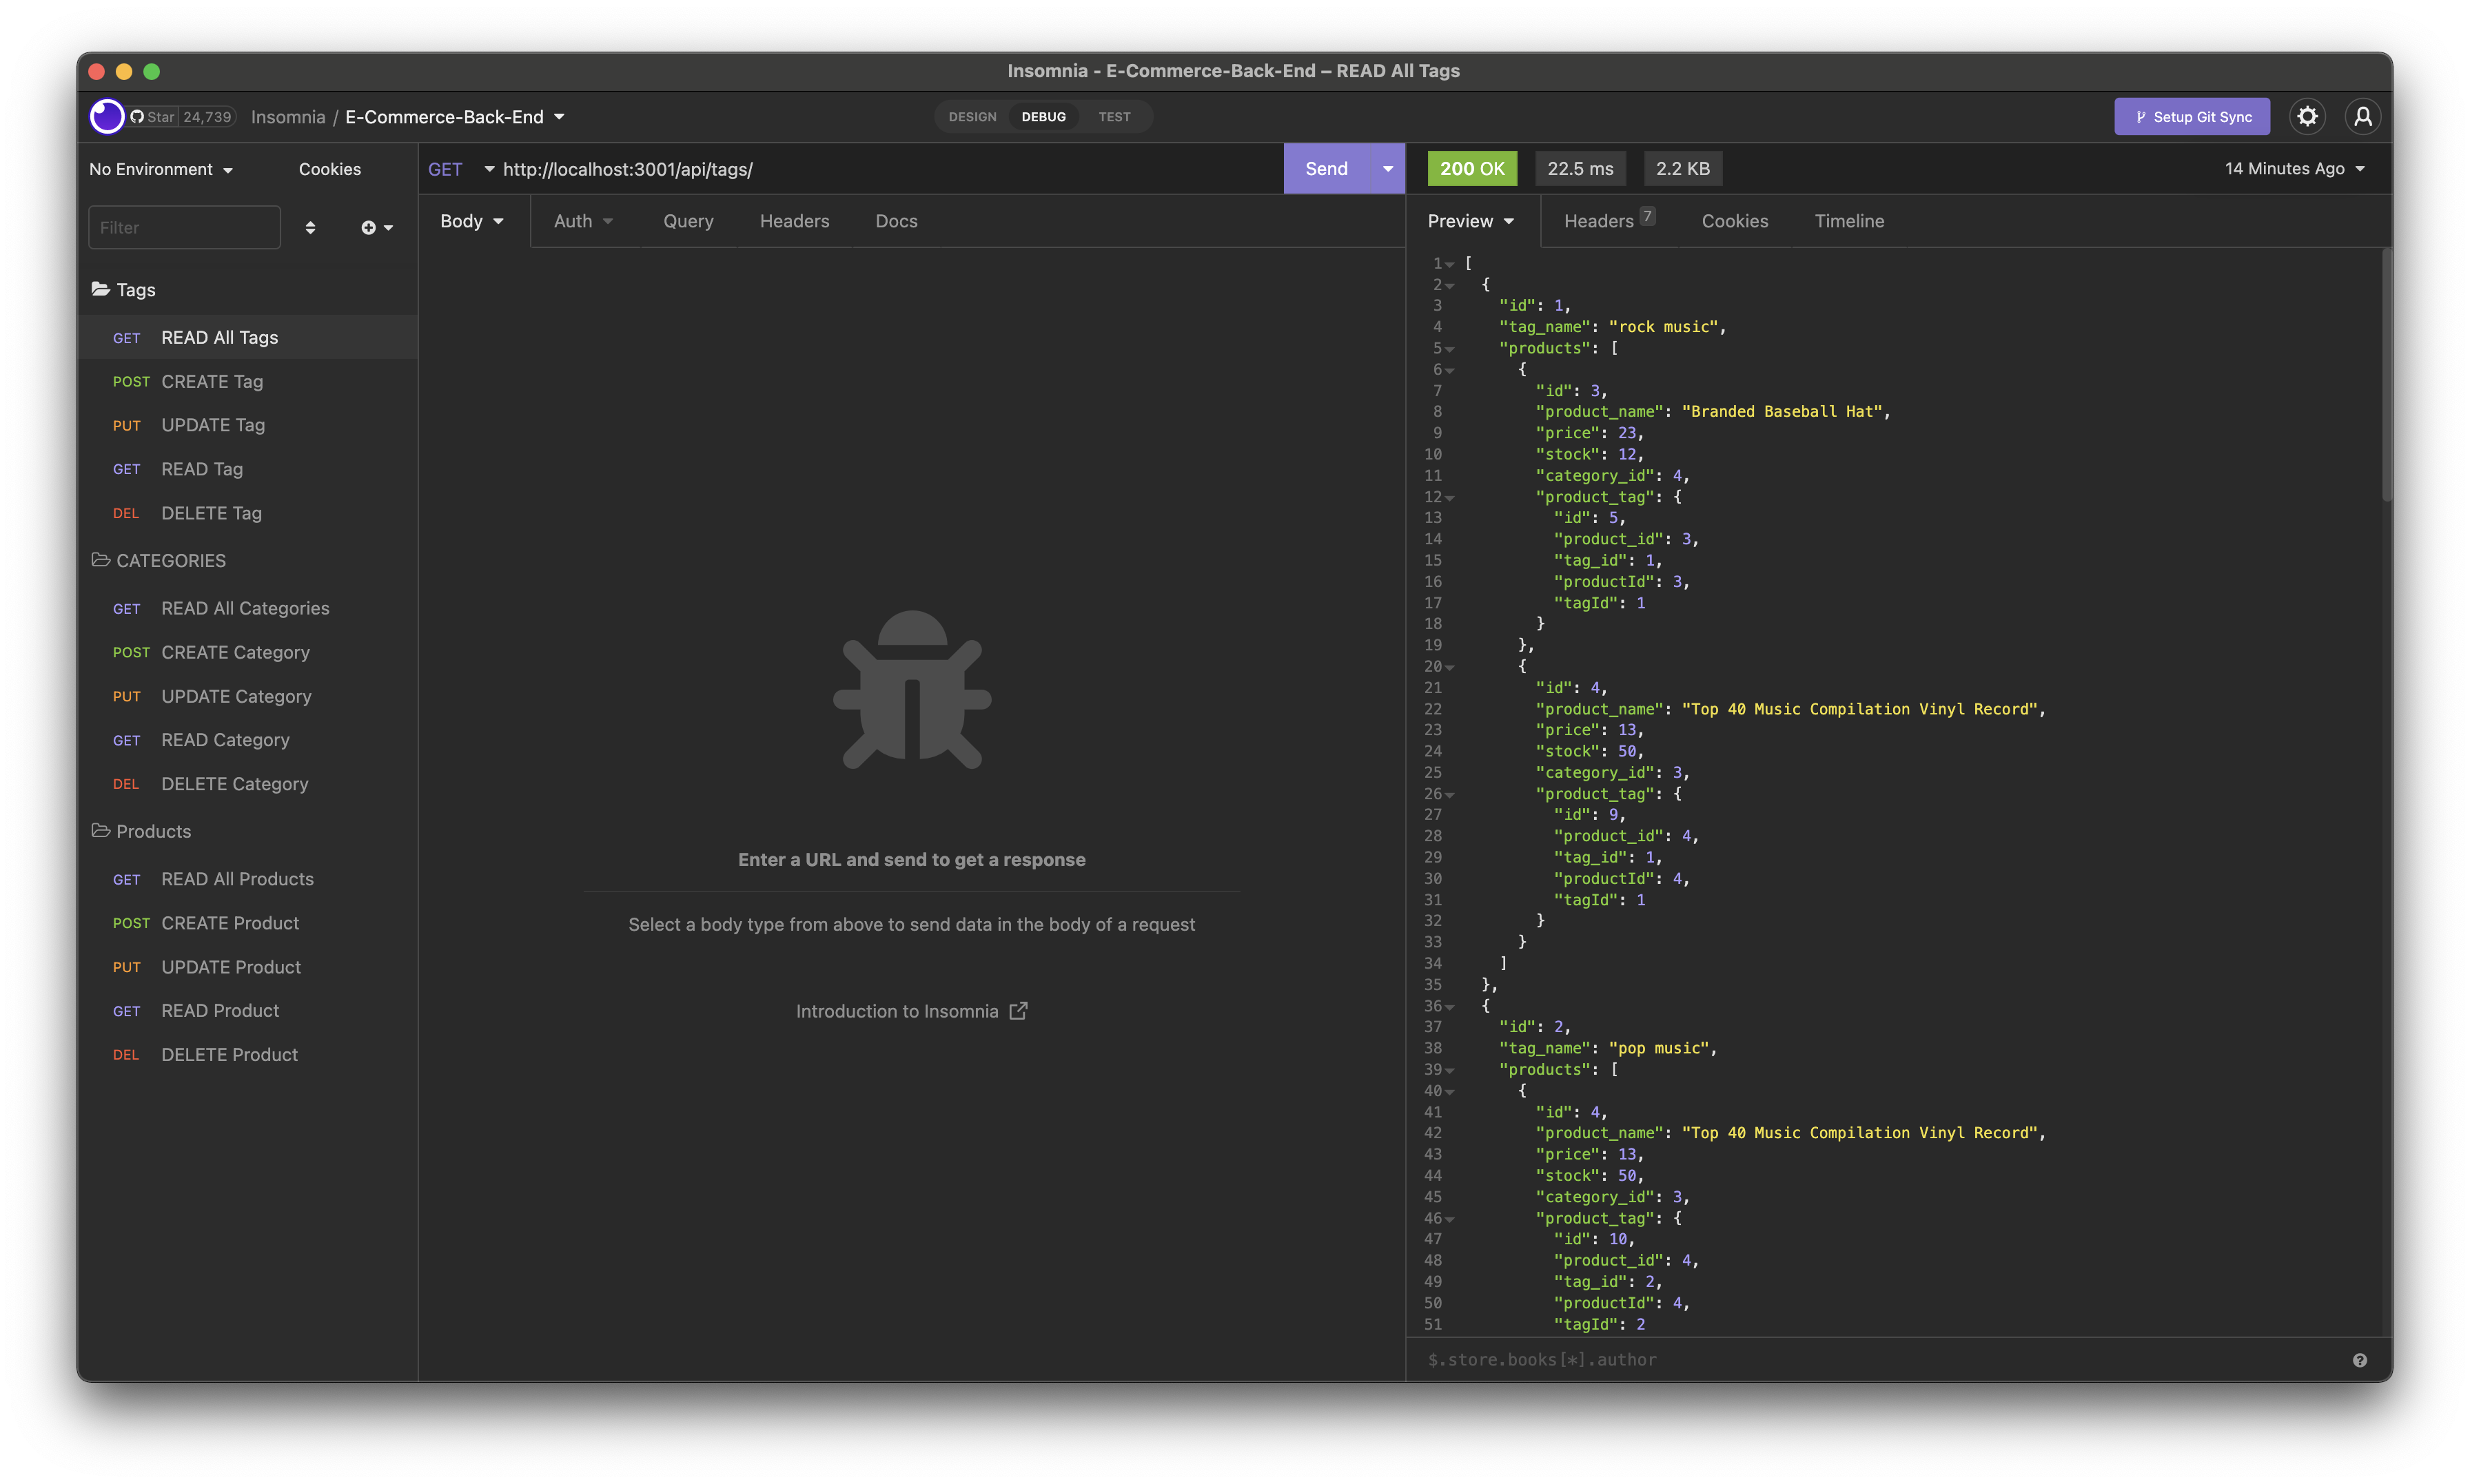 Insomnia - E-Commerce-Back-End – READ All Tags
Star 24,739
Insomnia / E-Commerce-Back-End
DESIGN DEBUG TEST
Setup Git Sync
No Environment Cookies
Filter
Tags
GET READ All Tags
POST CREATE Tag
PUT UPDATE Tag
GET READ Tag
DEL DELETE Tag
CATEGORIES
GET READ All Categories
POST CREATE Category
PUT UPDATE Category
GET READ Category
DEL DELETE Category
Products
GET READ All Products
POST CREATE Product
PUT UPDATE Product
GET READ Product
DEL DELETE Product
GET http://localhost:3001/api/tags/ Send
Body Auth Query Headers Docs
Enter a URL and send to get a response
Select a body type from above to send data in the body of a request
Introduction to Insomnia
200 OK 22.5 ms 2.2 KB 14 Minutes Ago
Preview Headers 7 Cookies Timeline
1 [
2 {
3 "id": 1,
4 "tag_name": "rock music",
5 "products": [
6 {
7 "id": 3,
8 "product_name": "Branded Baseball Hat",
9 "price": 23,
10 "stock": 12,
11 "category_id": 4,
12 "product_tag": {
13 "id": 5,
14 "product_id": 3,
15 "tag_id": 1,
16 "productId": 3,
17 "tagId": 1
18 }
19 },
20 {
21 "id": 4,
22 "product_name": "Top 40 Music Compilation Vinyl Record",
23 "price": 13,
24 "stock": 50,
25 "category_id": 3,
26 "product_tag": {
27 "id": 9,
28 "product_id": 4,
29 "tag_id": 1,
30 "productId": 4,
31 "tagId": 1
32 }
33 }
34 ]
35 },
36 {
37 "id": 2,
38 "tag_name": "pop music",
39 "products": [
40 {
41 "id": 4,
42 "product_name": "Top 40 Music Compilation Vinyl Record",
43 "price": 13,
44 "stock": 50,
45 "category_id": 3,
46 "product_tag": {
47 "id": 10,
48 "product_id": 4,
49 "tag_id": 2,
50 "productId": 4,
51 "tagId": 2
$.store.books[*].author